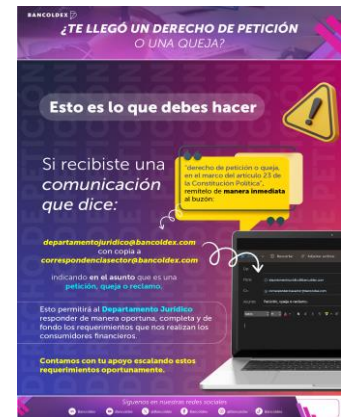 BANCOLDEX
¿TE LLEGÓ UN DERECHO DE PETICIÓN
O UNA QUEJA?
Esto es lo que debes hacer
Si recibiste una
comunicación
que dice:
"derecho de petición o queja,
en el marco del artículo 23 de
la Constitución Política",
remítelo de manera inmediata
al buzón:
departamentojuridico@bancoldex.com
con copia a
correspondenciasector@bancoldex.com
indicando en el asunto que es una
petición, queja o reclamo.
Esto permitirá al Departamento Jurídico
responder de manera oportuna, completa y de
fondo los requerimientos que nos realizan los
consumidores financieros.
Contamos con tu apoyo escalando estos
requerimientos oportunamente.
Petición, queja o reclamo.
Síguenos en nuestras redes sociales